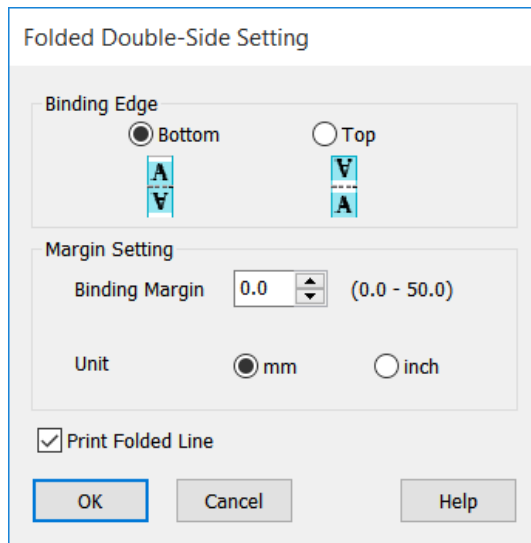 Folded Double-Side Setting
Binding Edge
Bottom Top
A A
A A
Margin Setting
Binding Margin 0.0 (0.0 - 50.0)
Unit mm inch
Print Folded Line
OK Cancel Help